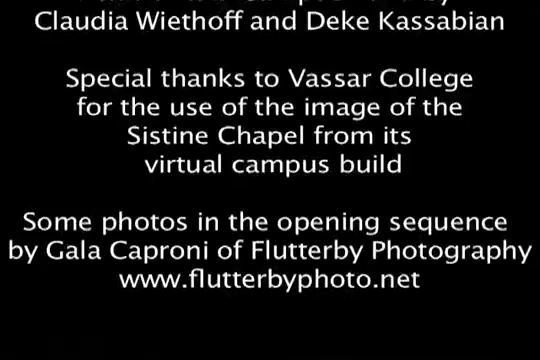 Claudia Wiethoff and Deke Kassabian
Special thanks to Vassar College
for the use of the image of the
Sistine Chapel from its
virtual campus build
Some photos in the opening sequence
by Gala Caproni of Flutterby Photography
www.flutterbyphoto.net